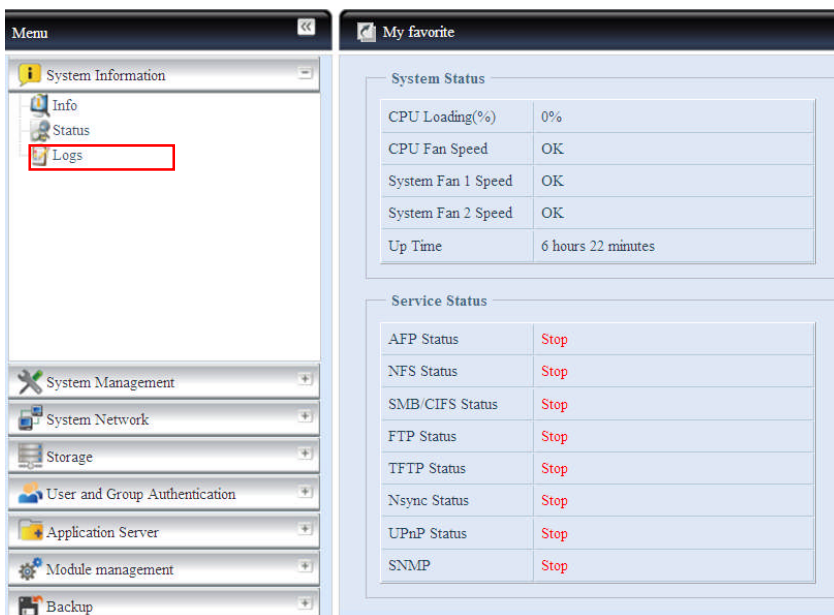 Menu
System Information
Info
Status
Logs
System Management
System Network
Storage
User and Group Authentication
Application Server
Module management
Backup
My favorite
System Status
CPU Loading(%) 0%
CPU Fan Speed OK
System Fan 1 Speed OK
System Fan 2 Speed OK
Up Time 6 hours 22 minutes
Service Status
AFP Status Stop
NFS Status Stop
SMB/CIFS Status Stop
FTP Status Stop
TFTP Status Stop
Nsync Status Stop
UPnP Status Stop
SNMP Stop